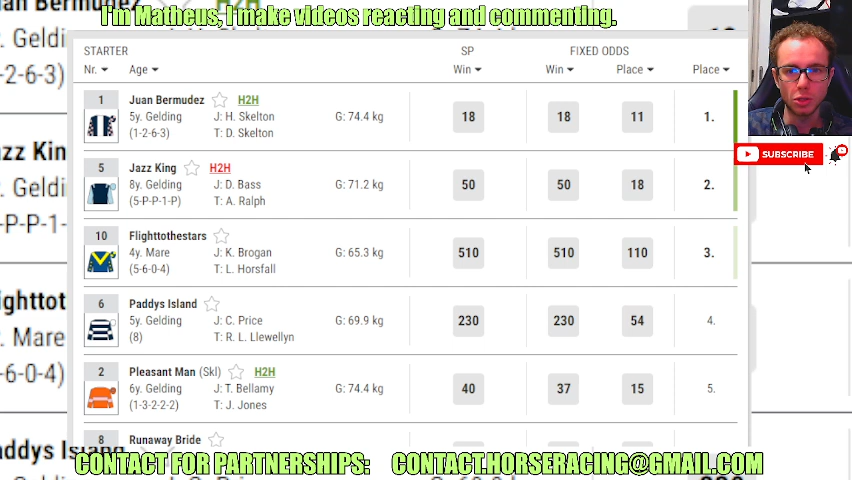 I'm Matheus, I make videos reacting and commenting.
STARTER SP FIXED ODDS
Nr. Age Win Win Place Place
1 Juan Bermudez H2H
5y. Gelding J: H. Skelton G: 74.4 kg 18 18 11 1.
(1-2-6-3) T: D. Skelton
5 Jazz King H2H
8y. Gelding J: D. Bass G: 71.2 kg 50 50 18 2.
(5-P-P-1-P) T: A. Ralph
10 Flighttothestars
4y. Mare J: K. Brogan G: 65.3 kg 510 510 110 3.
(5-6-0-4) T: L. Horsfall
6 Paddys Island
5y. Gelding J: C. Price G: 69.9 kg 230 230 54 4.
(8) T: R. L. Llewellyn
2 Pleasant Man (Skl) H2H
6y. Gelding J: T. Bellamy G: 74.4 kg 40 37 15 5.
(1-3-2-2-2) T: J. Jones
8 Runaway Bride
SUBSCRIBE
CONTACT FOR PARTNERSHIPS: CONTACT.HORSERACING@GMAIL.COM